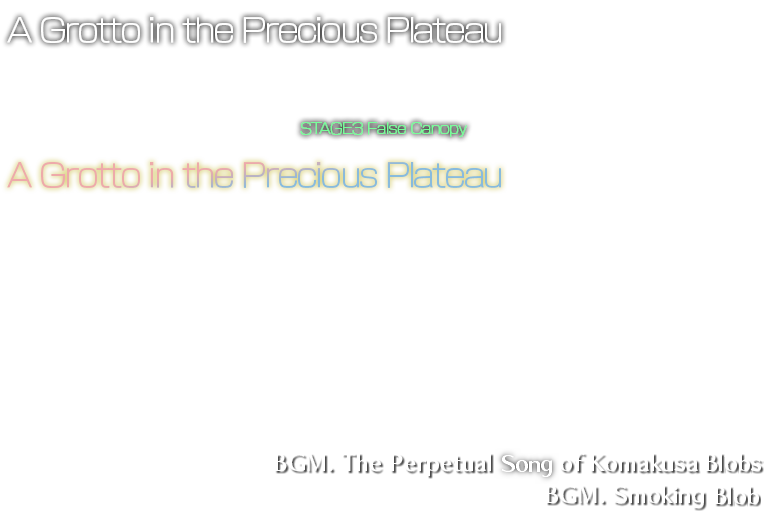 A Grotto in the Precious Plateau
STAGE3 False Canopy
A Grotto in the Precious Plateau
BGM. The Perpetual Song of Komakusa Blobs
BGM. Smoking Blob